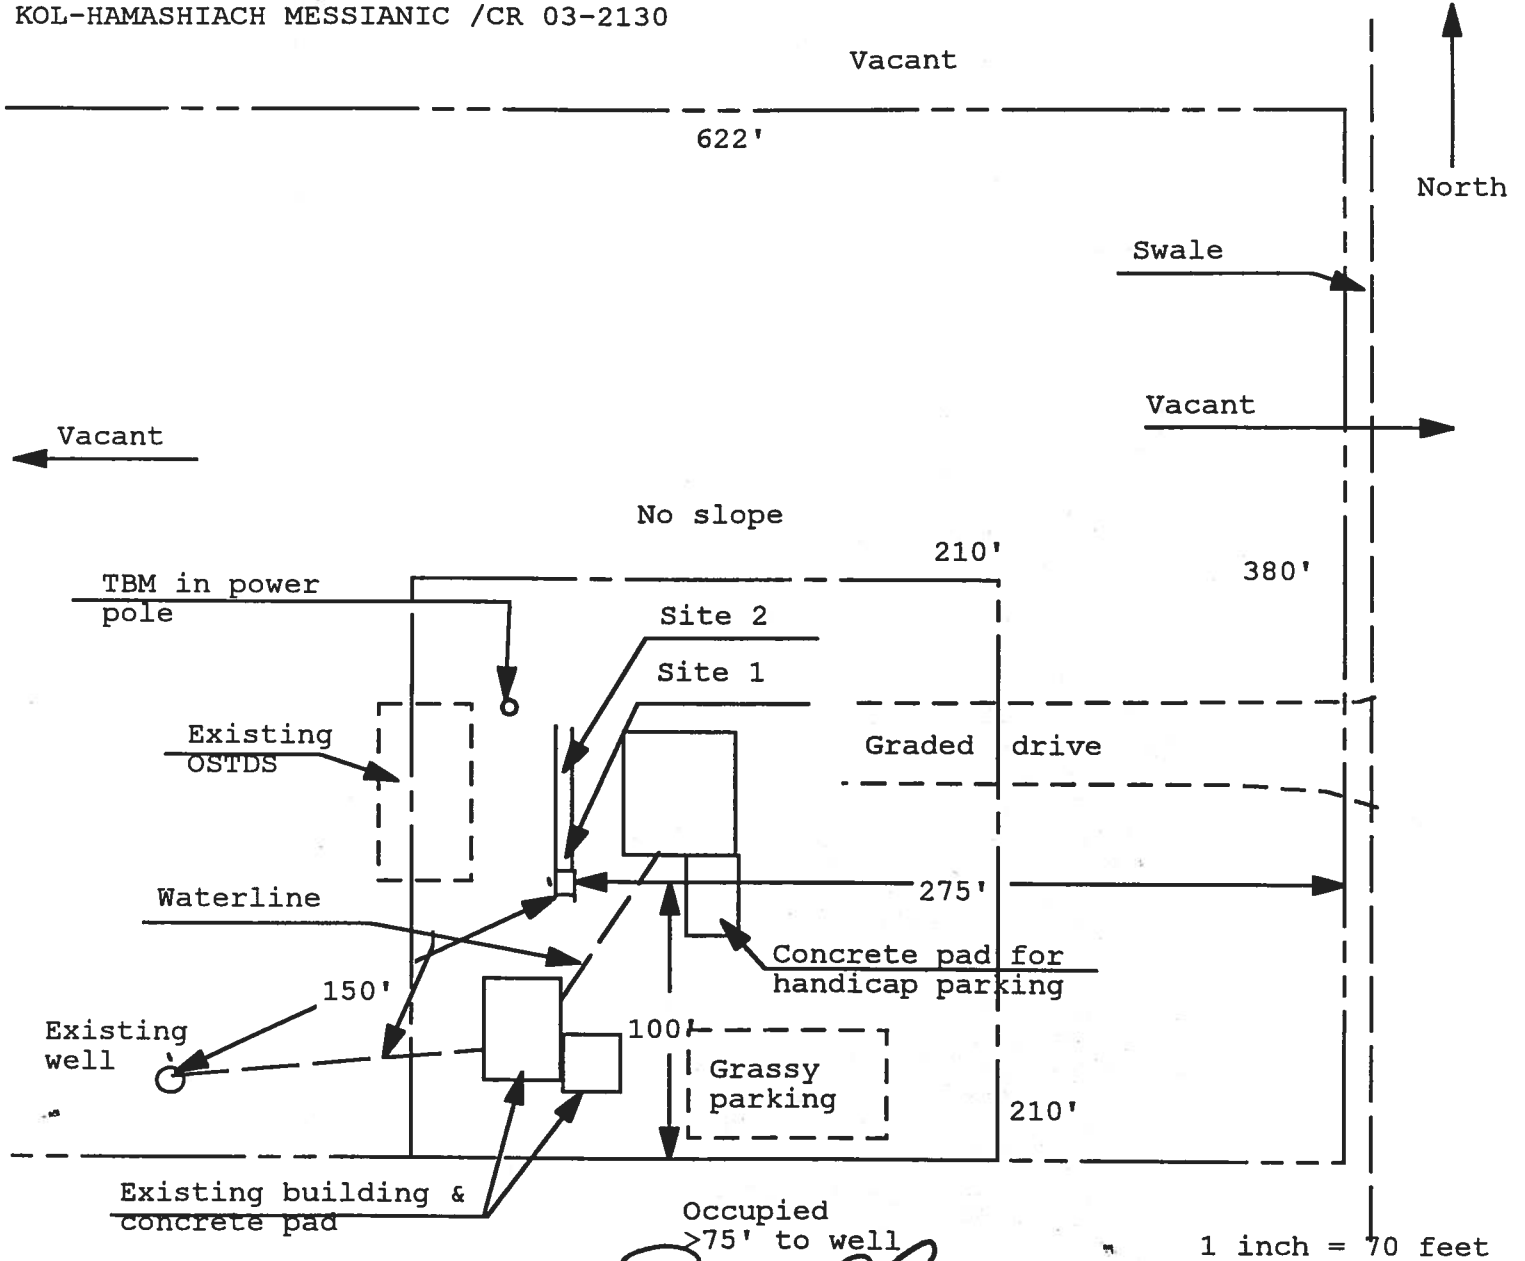 KOL-HAMASHIACH MESSIANIC /CR 03-2130
Vacant
622'
North
Swale
Vacant
Vacant
No slope
210'
380'
TBM in power
pole
Site 2
Site 1
Existing
OSTDS
Graded drive
Waterline
275'
Concrete pad for
handicap parking
150'
Existing
well
100'
Grassy
parking
210'
Existing building &
concrete pad
Occupied
>75' to well
1 inch = 70 feet